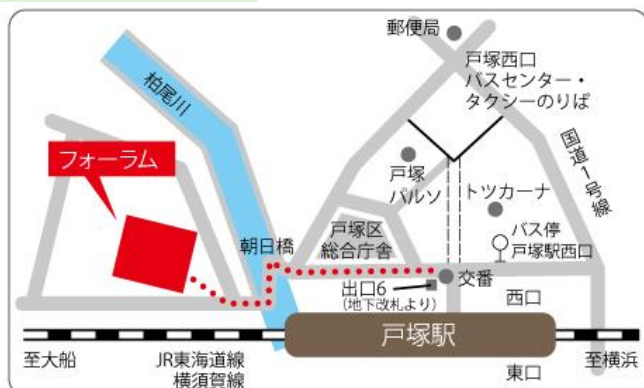 郵便局
戸塚西口
バスセンター・
タクシーのりば
柏尾川
国道1号線
フォーラム
戸塚
パルソ
トツカーナ
戸塚区
総合庁舎
バス停
戸塚駅西口
朝日橋
交番
出口6
(地下改札より)
西口
戸塚駅
至大船
JR東海道線
横須賀線
至横浜
東口